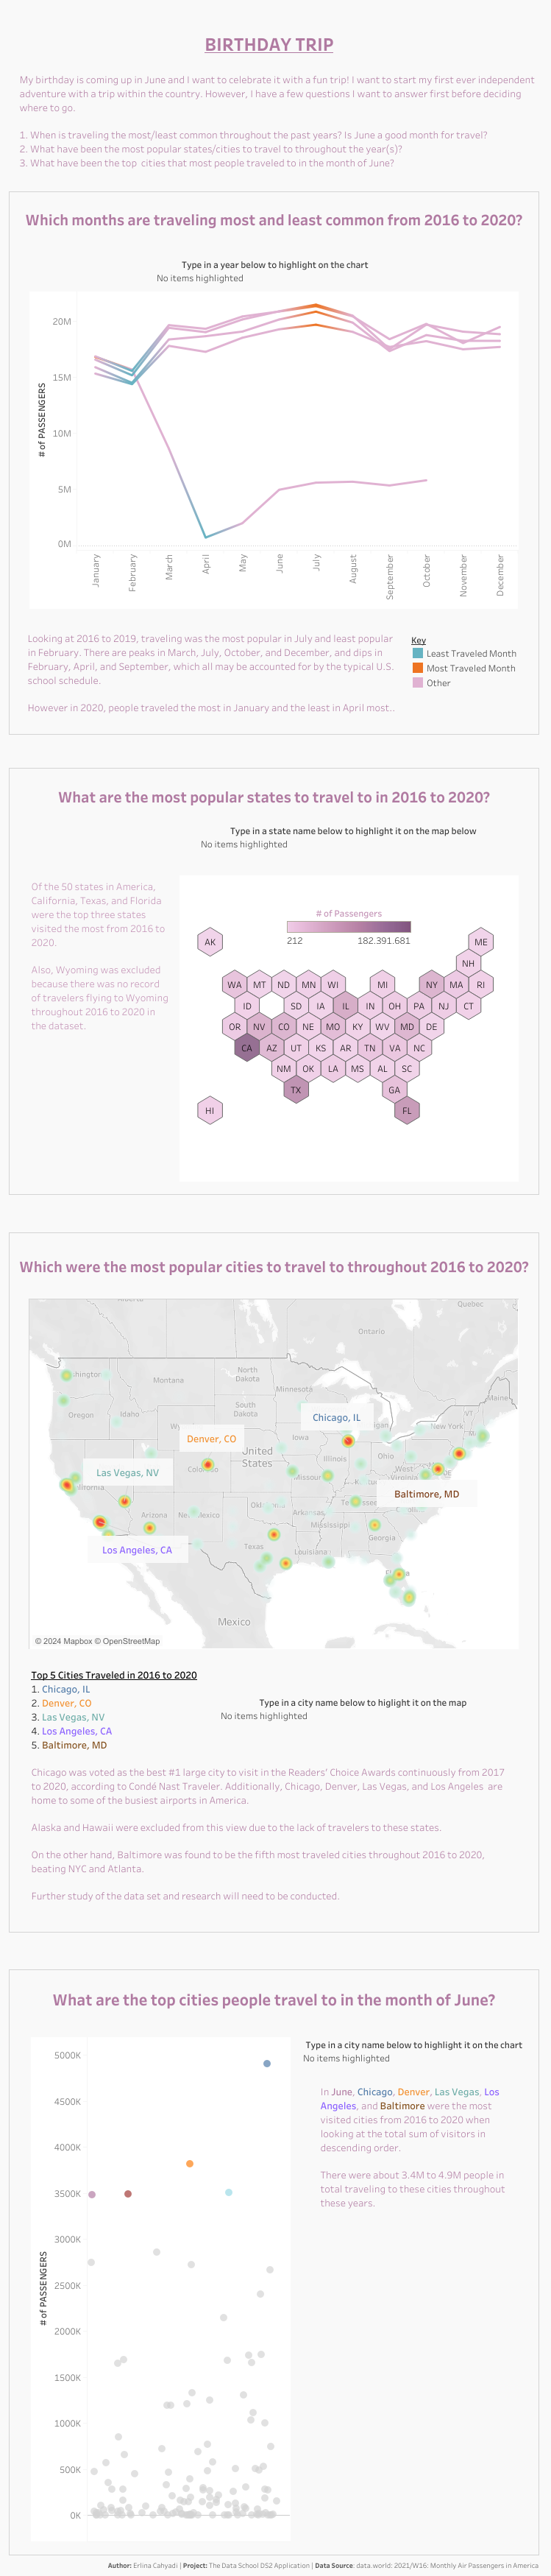 BIRTHDAY TRIP
My birthday is coming up in June and I want to celebrate it with a fun trip! I want to start my first ever independent
adventure with a trip within the country. However, I have a few questions I want to answer first before deciding
where to go.
1. When is traveling the most/least common throughout the past years? Is June a good month for travel?
2. What have been the most popular states/cities to travel to throughout the year(s)?
3. What have been the top  cities that most people traveled to in the month of June?
Which months are traveling most and least common from 2016 to 2020?
Type in a year below to highlight on the chart
No items highlighted
20M
15M
10M
5M
0M
# of PASSENGERS
January
February
March
April
May
June
July
August
September
October
November
December
Looking at 2016 to 2019, traveling was the most popular in July and least popular
in February. There are peaks in March, July, October, and December, and dips in
February, April, and September, which all may be accounted for by the typical U.S.
school schedule.
However in 2020, people traveled the most in January and the least in April most..
Key
Least Traveled Month
Most Traveled Month
Other
What are the most popular states to travel to in 2016 to 2020?
Type in a state name below to highlight it on the map below
No items highlighted
Of the 50 states in America,
California, Texas, and Florida
were the top three states
visited the most from 2016 to
2020.
Also, Wyoming was excluded
because there was no record
of travelers flying to Wyoming
throughout 2016 to 2020 in
the dataset.
# of Passengers
212 182,391,681
AK ME
NH
WA MT ND MN WI MI NY MA RI
ID SD IA IL IN OH PA NJ CT
OR NV CO NE MO KY WV MD DE
CA AZ UT KS AR TN VA NC
NM OK LA MS AL SC
TX GA
HI FL
Which were the most popular cities to travel to throughout 2016 to 2020?
Quebec
Ontario
North
Dakota
Montana
Minnesota
Maine
Oregon
Idaho
South
Dakota
Chicago, IL
VT
New York
Denver, CO
Iowa
United
States
Ohio
Illinois
Las Vegas, NV
West
Virginia
Baltimore, MD
Arizona
Arkansas
Mississippi
Georgia
Los Angeles, CA
Texas
Louisiana
Mexico
© 2024 Mapbox © OpenStreetMap
Top 5 Cities Traveled in 2016 to 2020
1. Chicago, IL
2. Denver, CO
3. Las Vegas, NV
4. Los Angeles, CA
5. Baltimore, MD
Type in a city name below to higlight it on the map
No items highlighted
Chicago was voted as the best #1 large city to visit in the Readers' Choice Awards continuously from 2017
to 2020, according to Condé Nast Traveler. Additionally, Chicago, Denver, Las Vegas, and Los Angeles  are
home to some of the busiest airports in America.
Alaska and Hawaii were excluded from this view due to the lack of travelers to these states.
On the other hand, Baltimore was found to be the fifth most traveled cities throughout 2016 to 2020,
beating NYC and Atlanta.
Further study of the data set and research will need to be conducted.
What are the top cities people travel to in the month of June?
Type in a city name below to highlight it on the chart
No items highlighted
5000K
4500K
4000K
3500K
3000K
2500K
2000K
1500K
1000K
500K
0K
# of PASSENGERS
In June, Chicago, Denver, Las Vegas, Los
Angeles, and Baltimore were the most
visited cities from 2016 to 2020 when
looking at the total sum of visitors in
descending order.
There were about 3.4M to 4.9M people in
total traveling to these cities throughout
these years.
Author: Erlina Cahyadi | Project: The Data School DS2 Application | Data Source: data.world: 2021/W16: Monthly Air Passengers in America